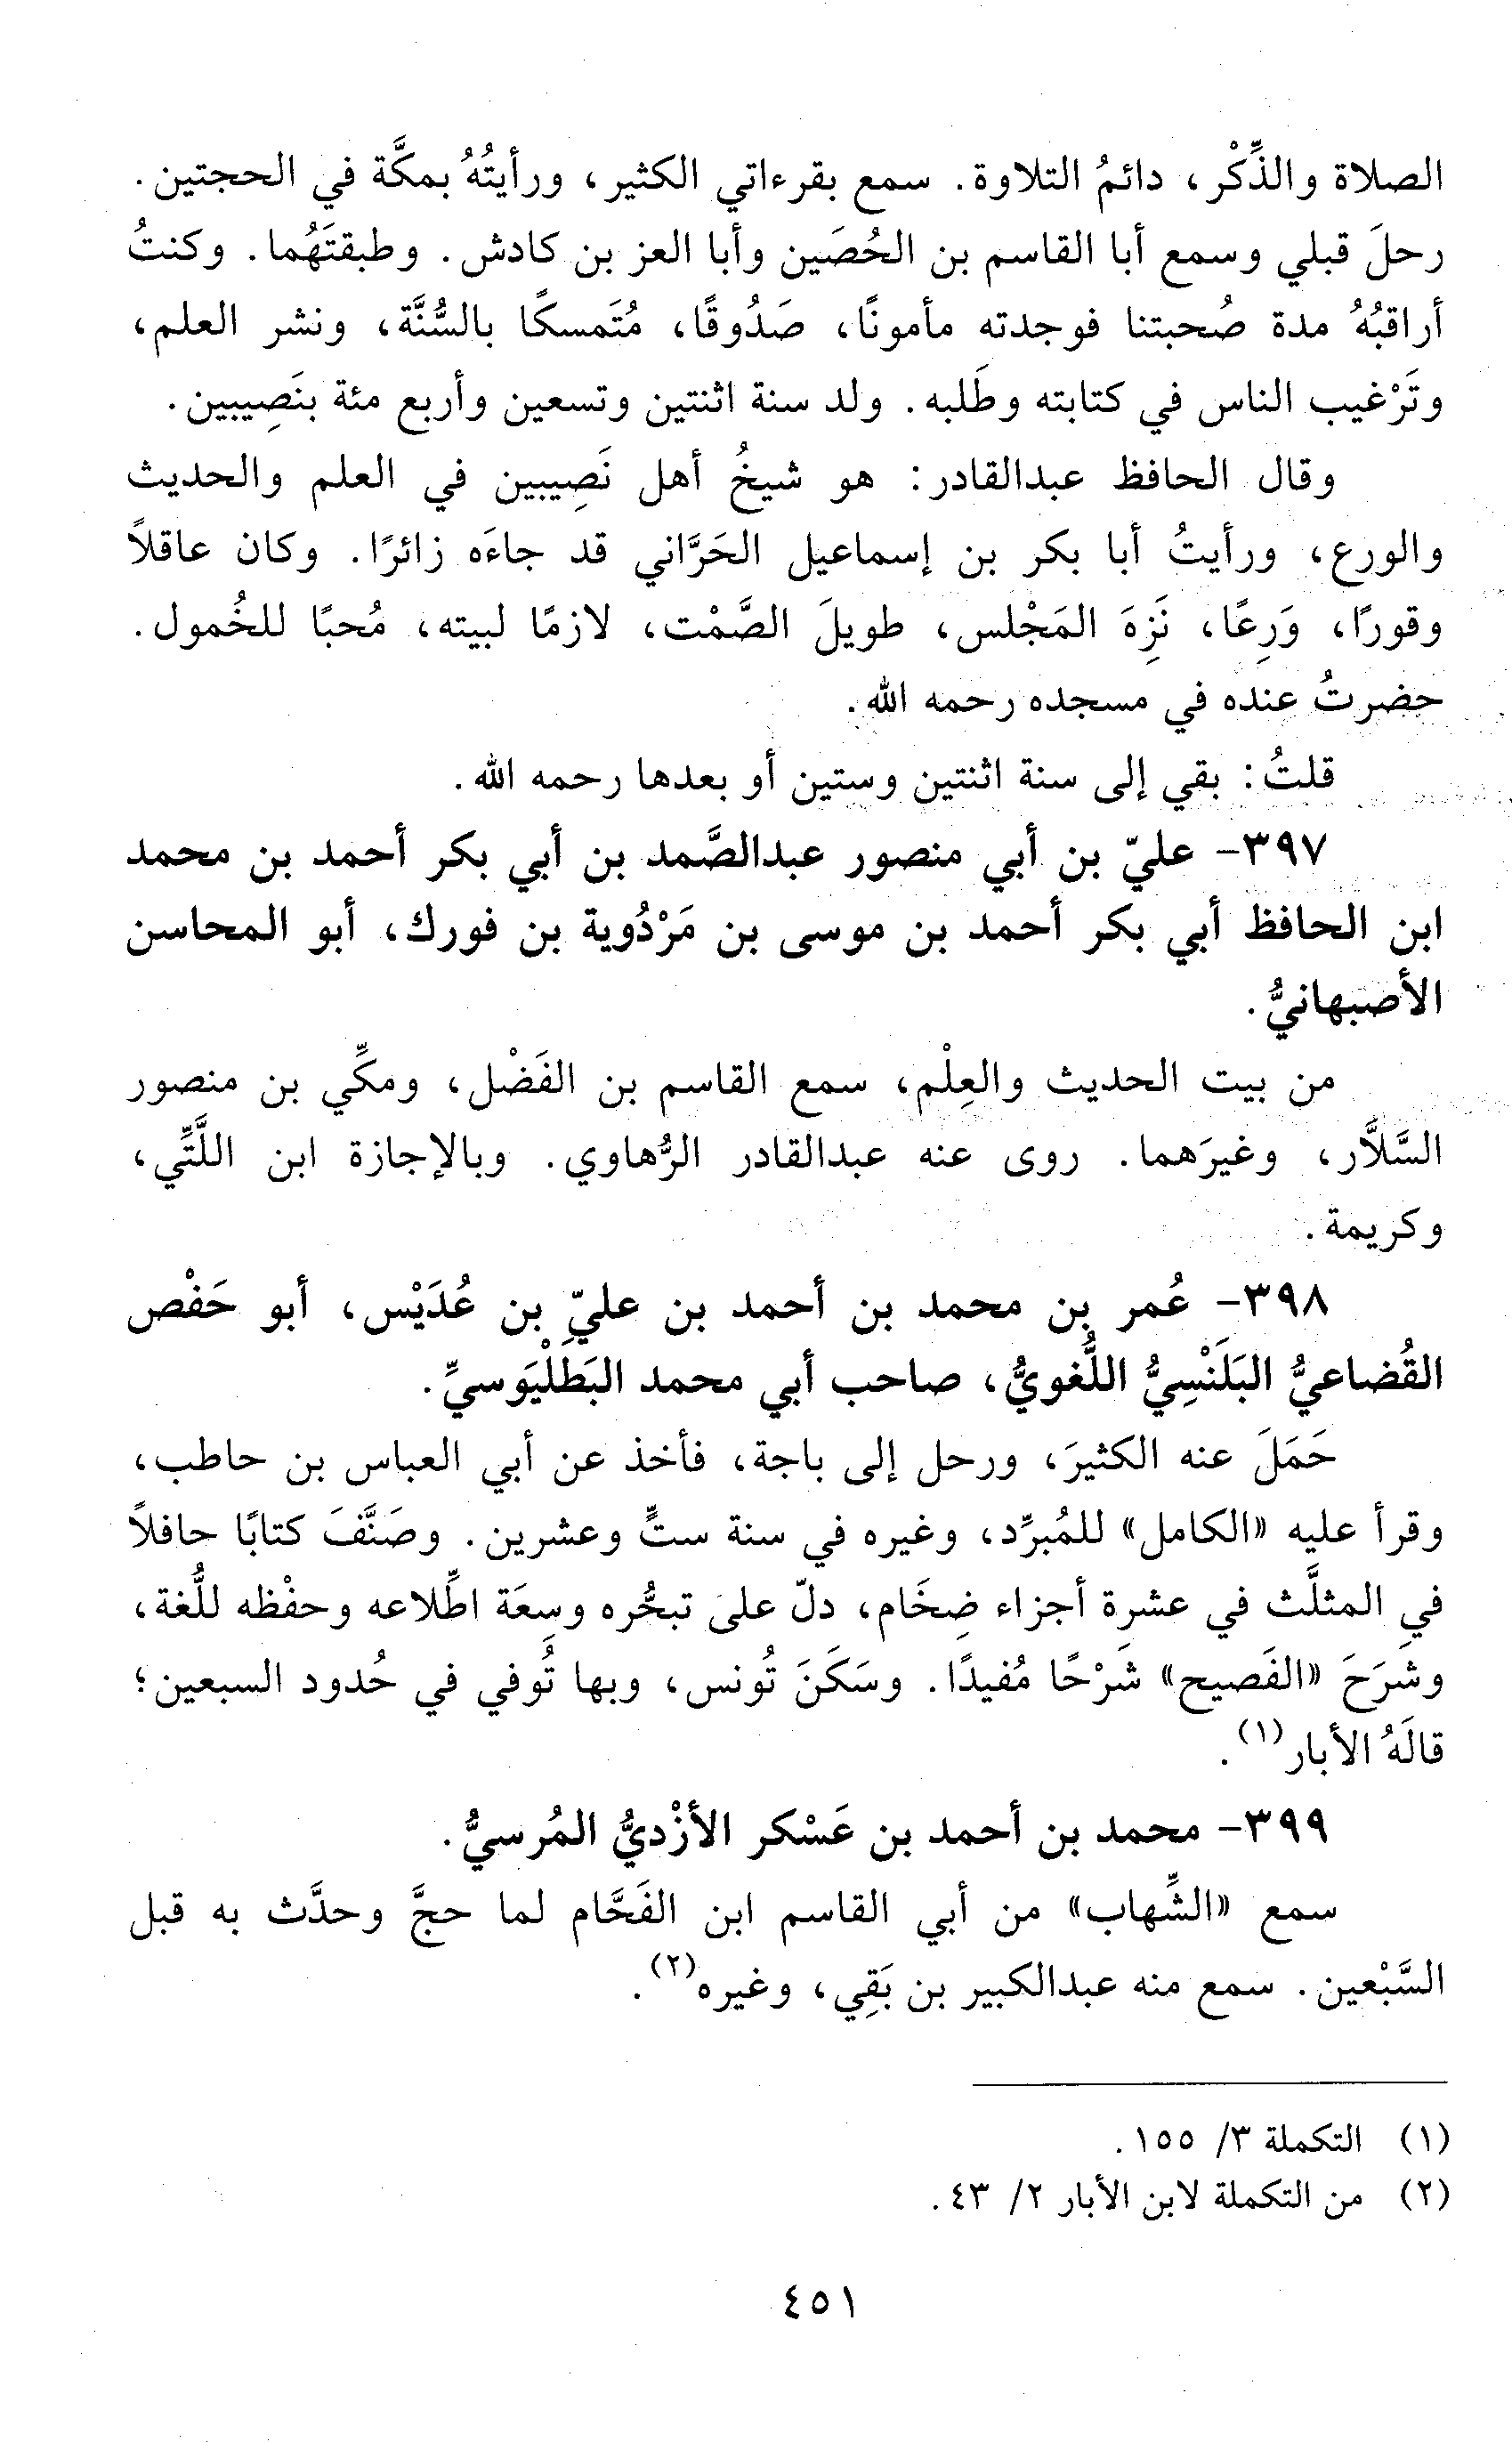 الصلاة والذِّكْر، دائمُ التلاوة. سمع بقرءاتي الكثير، ورأيتُهُ بمكَّة في الحجتين.
رحلَ قبلي وسمع أبا القاسم بن الحُصَين وأبا العز بن كادش. وطبقتَهُما. وكنتُ
أراقبُهُ مدة صُحبتنا فوجدته مأمونًا، صَدُوقًا، مُتَمسكًا بالسُّنَّة، ونشر العلم،
وتَرْغيب الناس في كتابته وطَلبه. ولد سنة اثنتين وتسعين وأربع مئة بنَصِيبين.
وقال الحافظ عبدالقادر: هو شيخُ أهل نَصِيبين في العلم والحديث
والورع، ورأيتُ أبا بكر بن إسماعيل الحَرَّاني قد جاءَه زائرًا. وكان عاقلاً
وقورًا، وَرِعًا، نَزِهَ المَجْلس، طويلَ الصَّمْت، لازمًا لبيته، مُحبًا للخُمول.
حضرتُ عنده في مسجده رحمه الله.
قلتُ: بقي إلى سنة اثنتين وستين أو بعدها رحمه الله.
٣٩٧- عليّ بن أبي منصور عبدالصَّمد بن أبي بكر أحمد بن محمد
ابن الحافظ أبي بكر أحمد بن موسى بن مَرْدُوية بن فورك، أبو المحاسن
الأصبهانيُّ.
من بيت الحديث والعِلْم، سمع القاسم بن الفَضْل، ومكِّي بن منصور
السَّلاَّر، وغيرَهما. روى عنه عبدالقادر الرُّهاوي. وبالإجازة ابن اللَّتِّي،
وكريمة.
٣٩٨- عُمر بن محمد بن أحمد بن عليِّ بن عُدَيْس، أبو حَفْص
القُضاعيُّ البَلَنْسِيُّ اللُّغويُّ، صاحب أبي محمد البَطَلْيَوسيِّ.
حَمَلَ عنه الكثيرَ، ورحل إلى باجة، فأخذ عن أبي العباس بن حاطب،
وقرأ عليه «الكامل» للمُبرِّد، وغيره في سنة ستٍّ وعشرين. وصَنَّفَ كتابًا حافلاً
في المثلَّث في عشرة أجزاء ضِخَام، دلّ على تبحُّره وسِعَة اطِّلاعه وحفْظه للُّغة،
وشَرَحَ «الفَصيح» شَرْحًا مُفيدًا. وسَكَنَ تُونس، وبها تُوفي في حُدود السبعين؛
قالَهُ الأبار(١).
٣٩٩- محمد بن أحمد بن عَسْكر الأزْديُّ المُرسيُّ.
سمع «الشِّهاب» من أبي القاسم ابن الفَحَّام لما حجَّ وحدَّث به قبل
السَّبْعين. سمع منه عبدالكبير بن بَقِي، وغيره(٢).
(١) التكملة ٣/ ١٥٥.
(٢) من التكملة لابن الأبار ٢/ ٤٣.
٤٥١